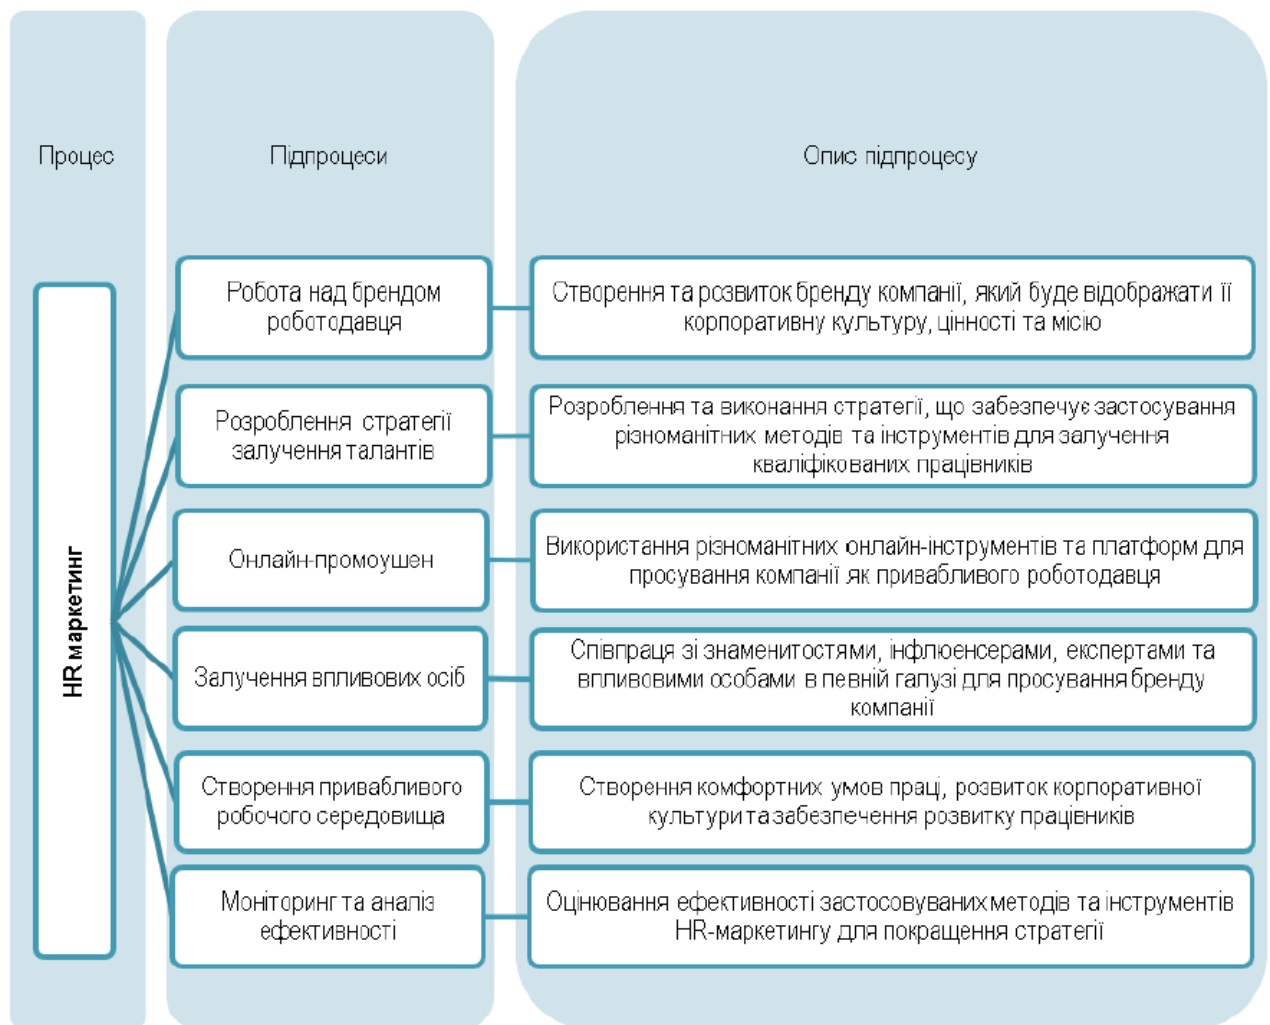 Процес
Підпроцеси
Опис підпроцесу
HR маркетинг
Робота над брендом
роботодавця
Створення та розвиток бренду компанії, який буде відображати її
корпоративну культуру, цінності та місію
Розроблення стратегії
залучення талантів
Розроблення та виконання стратегії, що забезпечує застосування
різноманітних методів та інструментів для залучення
кваліфікованих працівників
Онлайн-промоушен
Використання різноманітних онлайн-інструментів та платформ для
просування компанії як привабливого роботодавця
Залучення впливових осіб
Співпраця зі знаменитостями, інфлюенсерами, експертами та
впливовими особами в певній галузі для просування бренду
компанії
Створення привабливого
робочого середовища
Створення комфортних умов праці, розвиток корпоративної
культури та забезпечення розвитку працівників
Моніторинг та аналіз
ефективності
Оцінювання ефективності застосовуваних методів та інструментів
HR-маркетингу для покращення стратегії